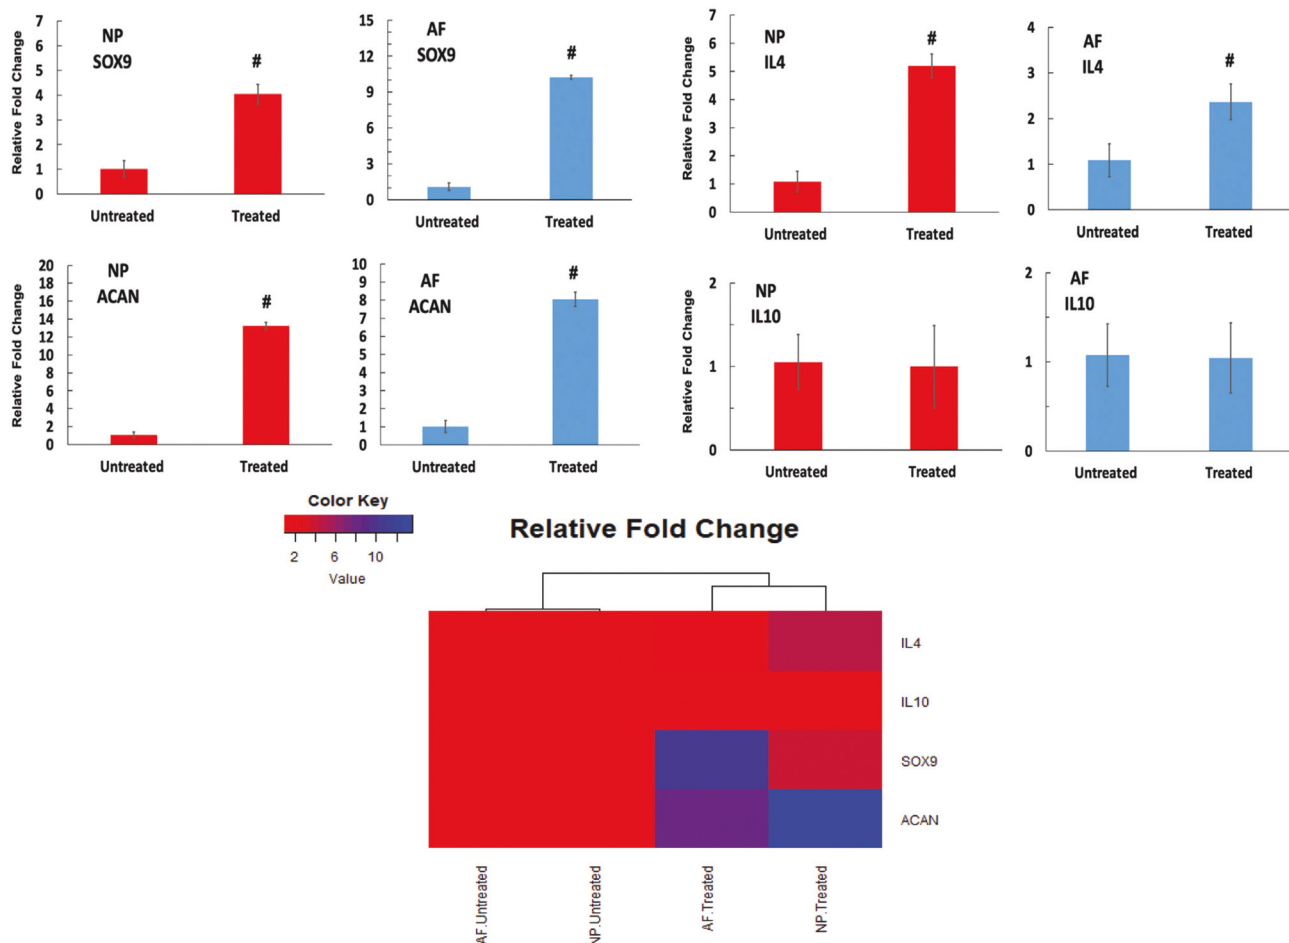 NP
SOX9
Relative Fold Change
7
6
5
4
3
2
1
0
#
Untreated Treated
AF
SOX9
15
12
9
6
3
0
#
Untreated Treated
NP
IL4
Relative Fold Change
7
6
5
4
3
2
1
0
#
Untreated Treated
AF
IL4
4
3
2
1
0
#
Untreated Treated
NP
ACAN
Relative Fold Change
20
18
16
14
12
10
8
6
4
2
0
#
Untreated Treated
AF
ACAN
10
9
8
7
6
5
4
3
2
1
0
#
Untreated Treated
NP
IL10
Relative Fold Change
2
1
0
Untreated Treated
AF
IL10
2
1
0
Untreated Treated
Color Key
2 6 10
Value
Relative Fold Change
IL4
IL10
SOX9
ACAN
AF.Untreated
NP.Untreated
AF.Treated
NP.Treated